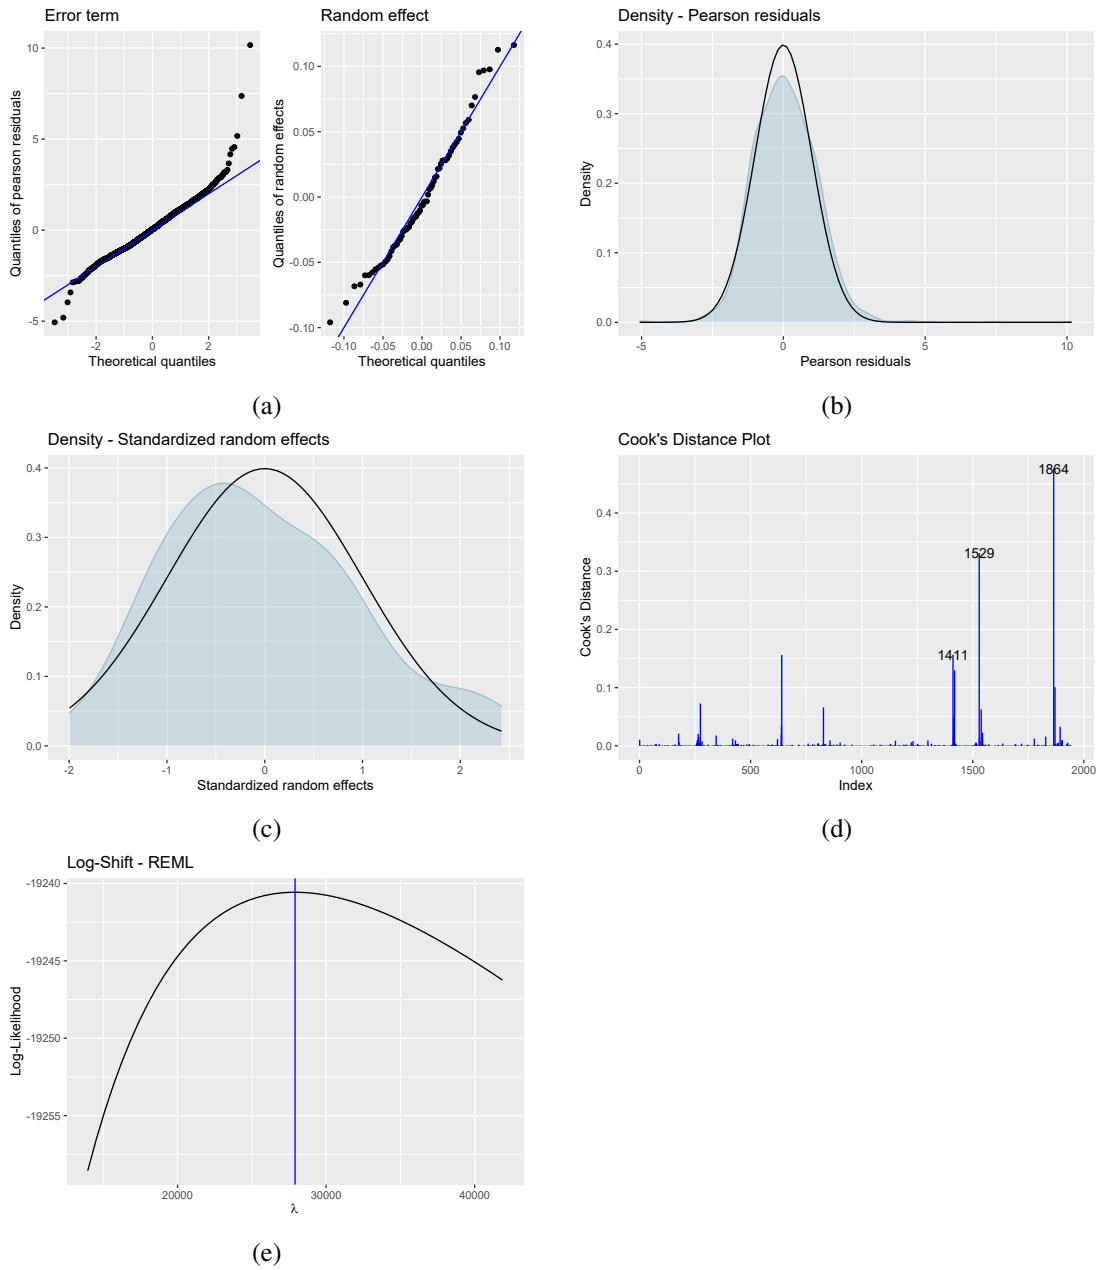 Error term
Quantiles of pearson residuals
10
5
0
-5
-2
0
2
Theoretical quantiles
Random effect
Quantiles of random effects
0.10
0.05
0.00
-0.05
-0.10
-0.10
-0.05
0.00
0.05
0.10
Theoretical quantiles
(a)
Density - Pearson residuals
Density
0.4
0.3
0.2
0.1
0.0
-5
0
5
10
Pearson residuals
(b)
Density - Standardized random effects
Density
0.4
0.3
0.2
0.1
0.0
-2
-1
0
1
2
Standardized random effects
(c)
Cook's Distance Plot
Cook's Distance
0.4
0.3
0.2
0.1
0.0
1411
1529
1864
0
500
1000
1500
2000
Index
(d)
Log-Shift - REML
Log-Likelihood
-19240
-19245
-19250
-19255
20000
30000
40000
λ
(e)